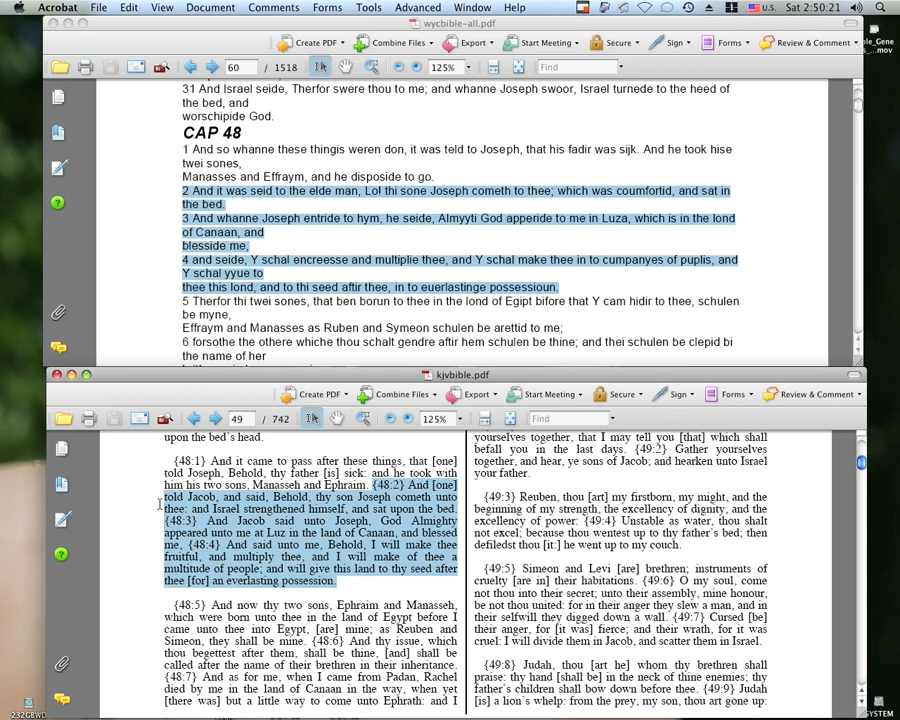 Acrobat File Edit View Document Comments Forms Tools Advanced Window Help U.S. Sat 2:50:21
wycbible-all.pdf
Create PDF Combine Files Export Start Meeting Secure Sign Forms Review & Comment
60 / 1518 125% Find
31 And Israel seide, Therfor swere thou to me; and whanne Joseph swoor, Israel turnede to the heed of
the bed, and
worschipide God.
CAP 48
1 And so whanne these thingis weren don, it was teld to Joseph, that his fadir was sijk. And he took hise
twei sones,
Manasses and Effraym, and he disposide to go.
2 And it was seid to the elde man, Lo! thi sone Joseph cometh to thee; which was coumfortid, and sat in
the bed.
3 And whanne Joseph entride to hym, he seide, Almyyti God apperide to me in Luza, which is in the lond
of Canaan, and
blesside me,
4 and seide, Y schal encreesse and multiplie thee, and Y schal make thee in to cumpanyes of puplis, and
Y schal yyue to
thee this lond, and to thi seed aftir thee, in to euerlastinge possessioun.
5 Therfor thi twei sones, that ben borun to thee in the lond of Egipt bifore that Y cam hidir to thee, schulen
be myne,
Effraym and Manasses as Ruben and Symeon schulen be arettid to me;
6 forsothe the othere whiche thou schalt gendre aftir hem schulen be thine; and thei schulen be clepid bi
the name of her
kjvbible.pdf
Create PDF Combine Files Export Start Meeting Secure Sign Forms Review & Comment
49 / 742 125% Find
upon the bed's head.
{48:1} And it came to pass after these things, that [one]
told Joseph, Behold, thy father [is] sick: and he took with
him his two sons, Manasseh and Ephraim. {48:2} And [one]
told Jacob, and said, Behold, thy son Joseph cometh unto
thee: and Israel strengthened himself, and sat upon the bed.
{48:3} And Jacob said unto Joseph, God Almighty
appeared unto me at Luz in the land of Canaan, and blessed
me, {48:4} And said unto me, Behold, I will make thee
fruitful, and multiply thee, and I will make of thee a
multitude of people; and will give this land to thy seed after
thee [for] an everlasting possession.
{48:5} And now thy two sons, Ephraim and Manasseh,
which were born unto thee in the land of Egypt before I
came unto thee into Egypt, [are] mine; as Reuben and
Simeon, they shall be mine. {48:6} And thy issue, which
thou begettest after them, shall be thine, [and] shall be
called after the name of their brethren in their inheritance.
{48:7} And as for me, when I came from Padan, Rachel
died by me in the land of Canaan in the way, when yet
[there was] but a little way to come unto Ephrath: and I
yourselves together, that I may tell you [that] which shall
befall you in the last days. {49:2} Gather yourselves
together, and hear, ye sons of Jacob; and hearken unto Israel
your father.
{49:3} Reuben, thou [art] my firstborn, my might, and the
beginning of my strength, the excellency of dignity, and the
excellency of power: {49:4} Unstable as water, thou shalt
not excel; because thou wentest up to thy father's bed; then
defiledst thou [it:] he went up to my couch.
{49:5} Simeon and Levi [are] brethren; instruments of
cruelty [are in] their habitations. {49:6} O my soul, come
not thou into their secret; unto their assembly, mine honour,
be not thou united: for in their anger they slew a man, and in
their selfwill they digged down a wall. {49:7} Cursed [be]
their anger, for [it was] fierce; and their wrath, for it was
cruel: I will divide them in Jacob, and scatter them in Israel.
{49:8} Judah, thou [art he] whom thy brethren shall
praise: thy hand [shall be] in the neck of thine enemies; thy
father's children shall bow down before thee. {49:9} Judah
[is] a lion's whelp: from the prey, my son, thou art gone up:
232GBWD
SYSTEM